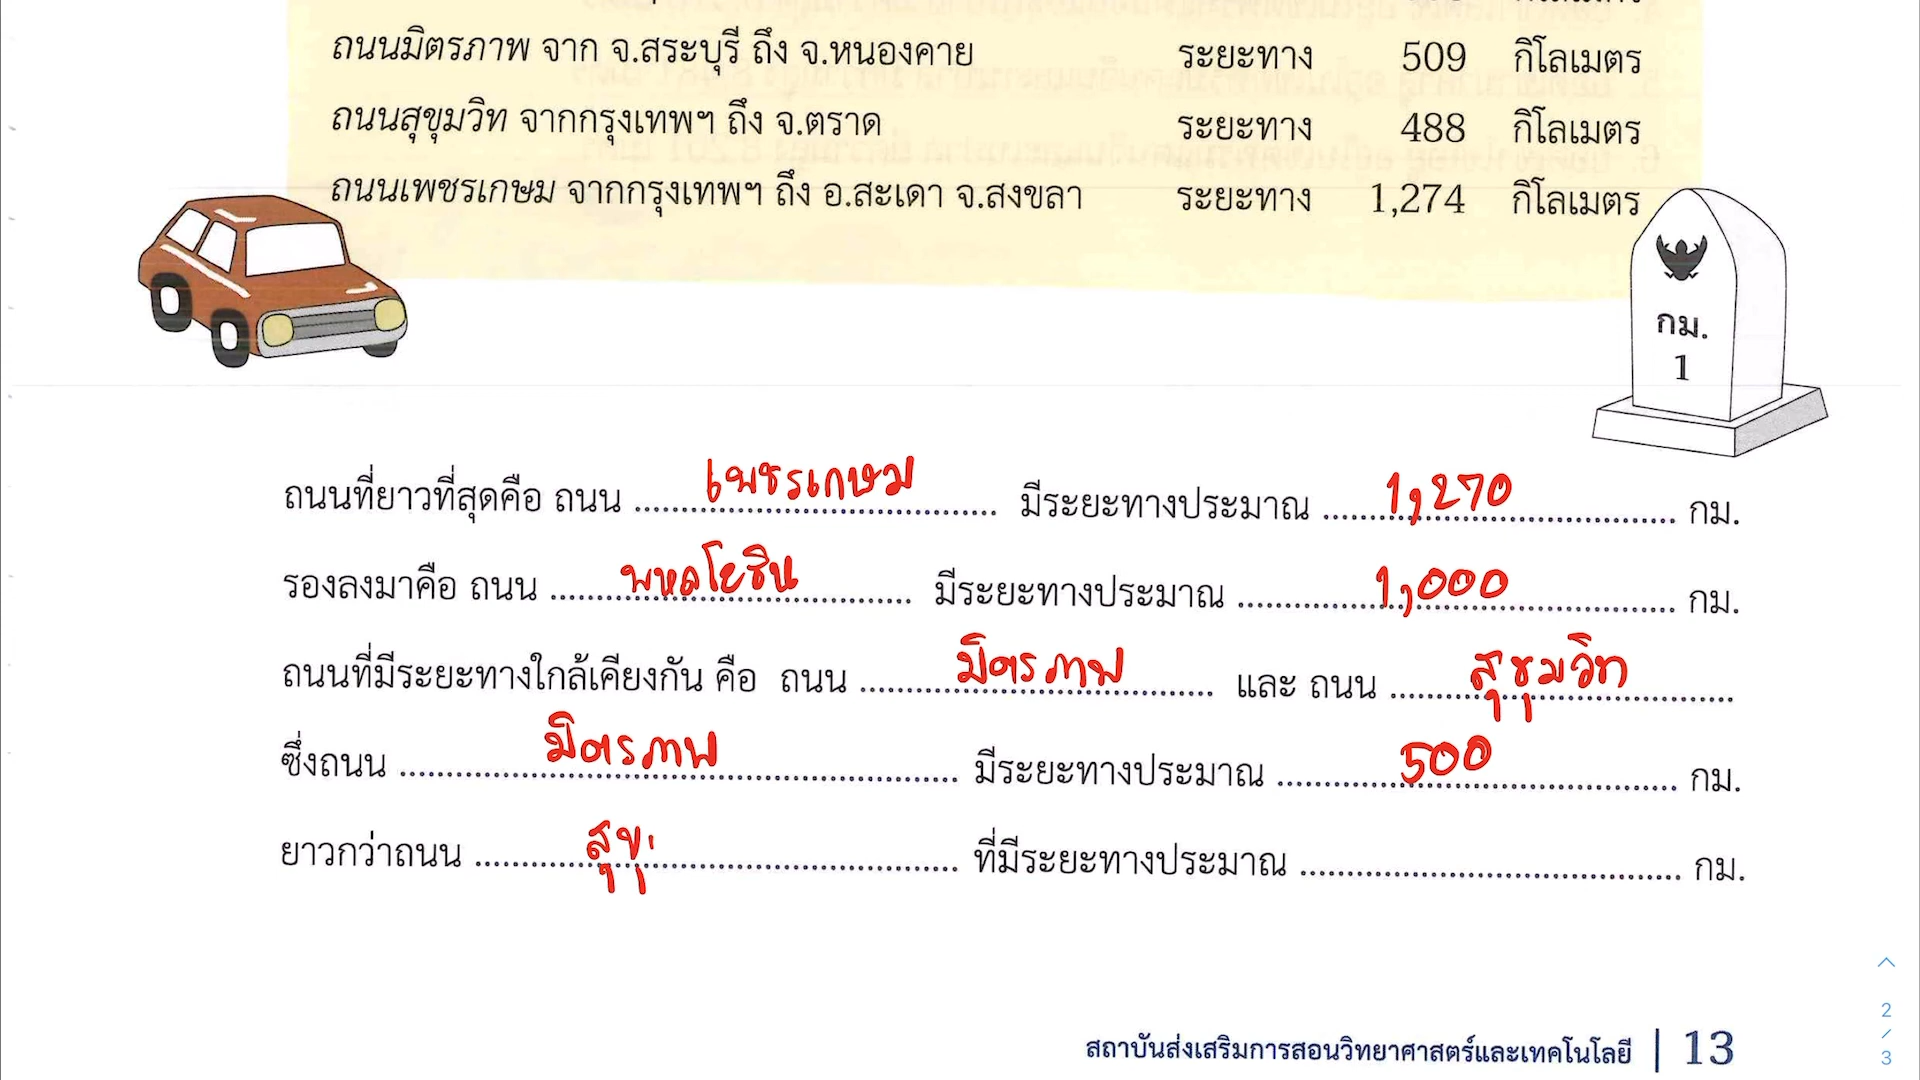 ถนนมิตรภาพ จาก จ.สระบุรี ถึง จ.หนองคาย ระยะทาง 509 กิโลเมตร
ถนนสุขุมวิท จากกรุงเทพฯ ถึง จ.ตราด ระยะทาง 488 กิโลเมตร
ถนนเพชรเกษม จากกรุงเทพฯ ถึง อ.สะเดา จ.สงขลา ระยะทาง 1,274 กิโลเมตร
กม.
1
ถนนที่ยาวที่สุดคือ ถนน เพชรเกษม มีระยะทางประมาณ 1,270 กม.
รองลงมาคือ ถนน พหลโยธิน มีระยะทางประมาณ 1,000 กม.
ถนนที่มีระยะทางใกล้เคียงกัน คือ ถนน มิตรภาพ และ ถนน สุขุมวิท
ซึ่งถนน มิตรภาพ มีระยะทางประมาณ 500 กม.
ยาวกว่าถนน สุขุ ที่มีระยะทางประมาณ กม.
สถาบันส่งเสริมการสอนวิทยาศาสตร์และเทคโนโลยี | 13
2
/
3